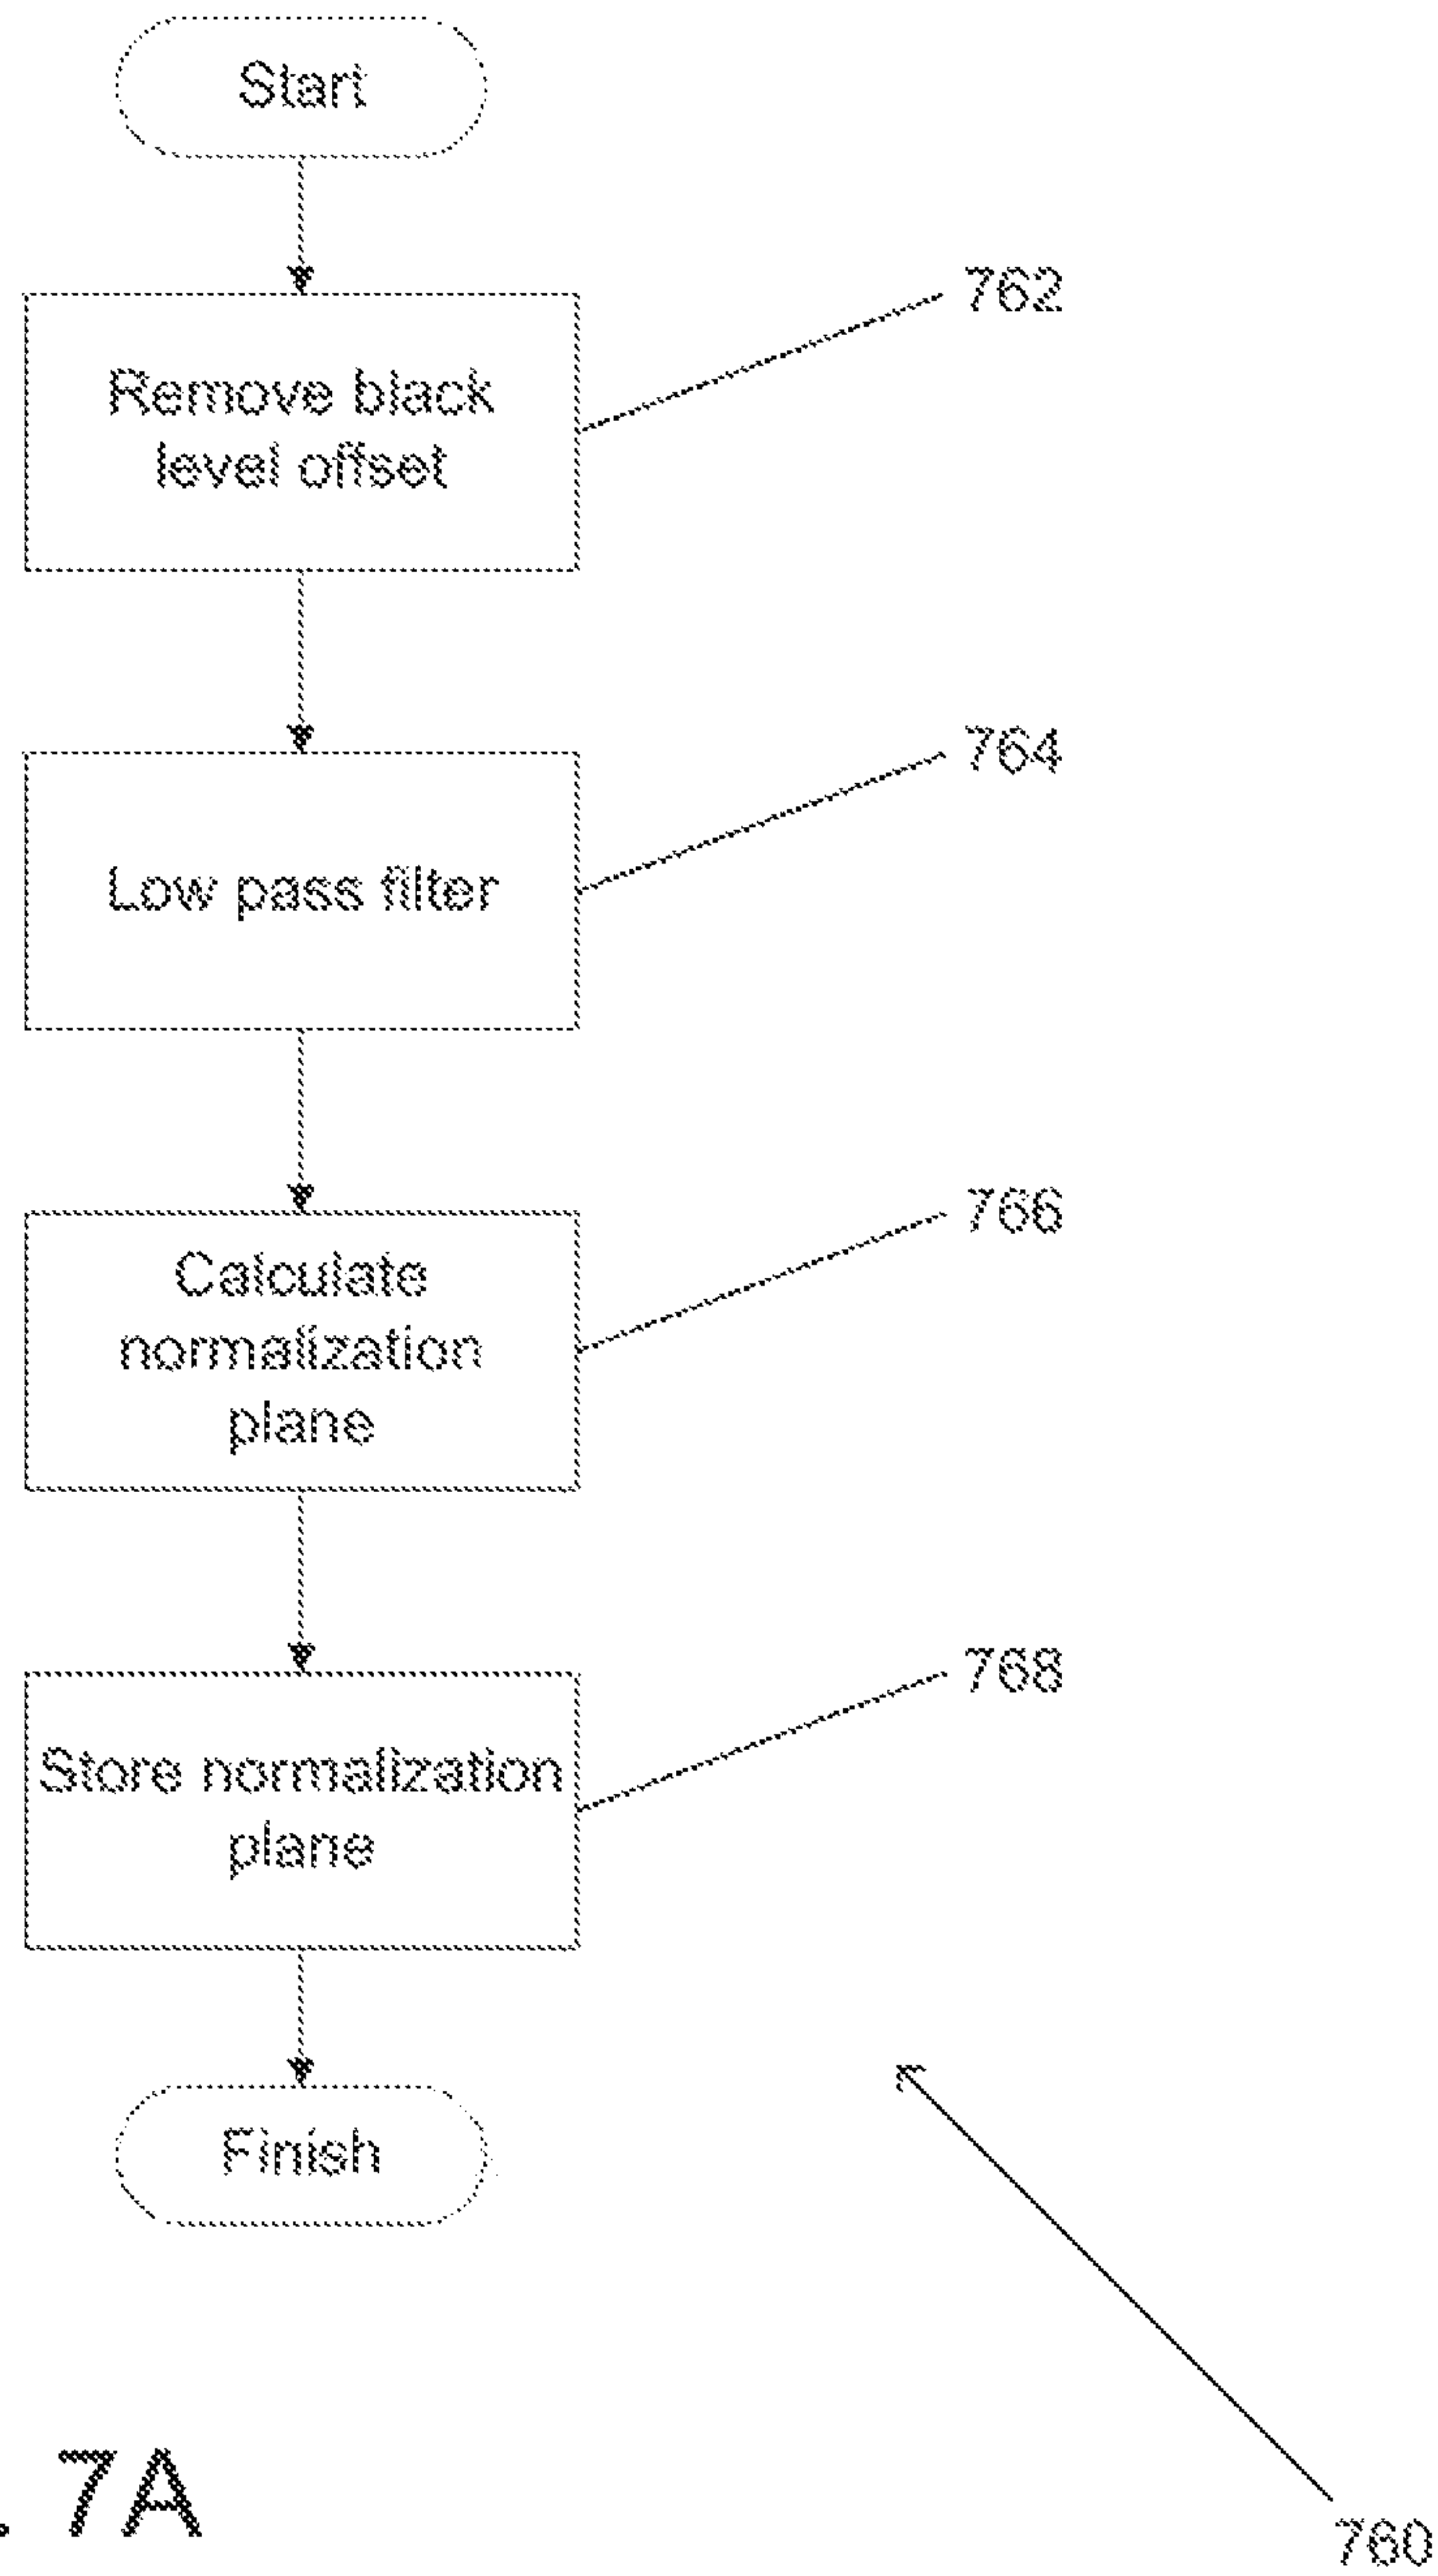 Start
762
Remove black
level offset
764
Low pass filter
766
Calculate
normalization
plane
768
Store normalization
plane
Finish
. 7A
760